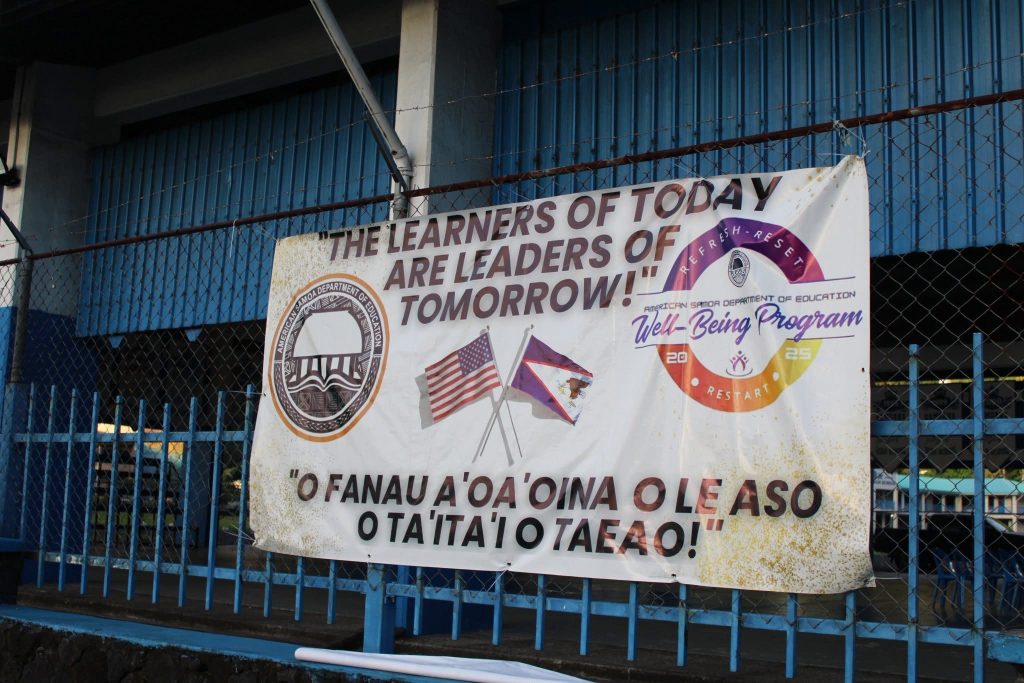 "THE LEARNERS OF TODAY
ARE LEADERS OF
TOMORROW!"
AMERICAN SAMOA DEPARTMENT OF EDUCATION
REFRESH-RESET
AMERICAN SAMOA DEPARTMENT OF EDUCATION
Well-Being Program
20 25
RESTART
"O FANAU A'OA'OINA O LE ASO
O TA'ITA'I O TAEAO!"